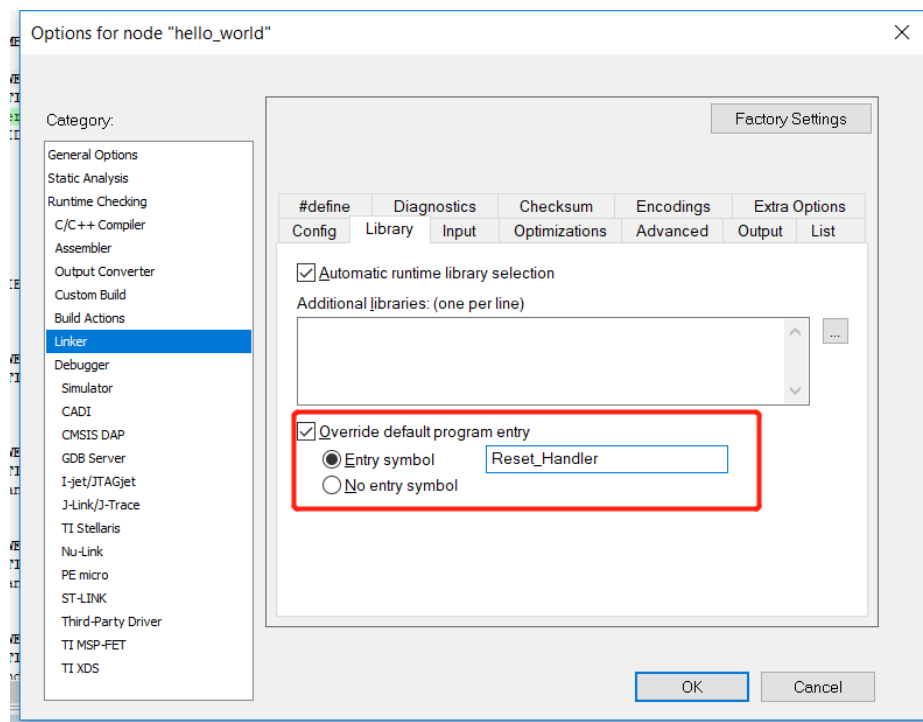 Options for node "hello_world"
Category:
Factory Settings
General Options
Static Analysis
Runtime Checking
C/C++ Compiler
Assembler
Output Converter
Custom Build
Build Actions
Linker
Debugger
Simulator
CADI
CMSIS DAP
GDB Server
I-jet/JTAGjet
J-Link/J-Trace
TI Stellaris
Nu-Link
PE micro
ST-LINK
Third-Party Driver
TI MSP-FET
TI XDS
#define Diagnostics Checksum Encodings Extra Options
Config Library Input Optimizations Advanced Output List
Automatic runtime library selection
Additional libraries: (one per line)
...
Override default program entry
Entry symbol Reset_Handler
No entry symbol
OK Cancel